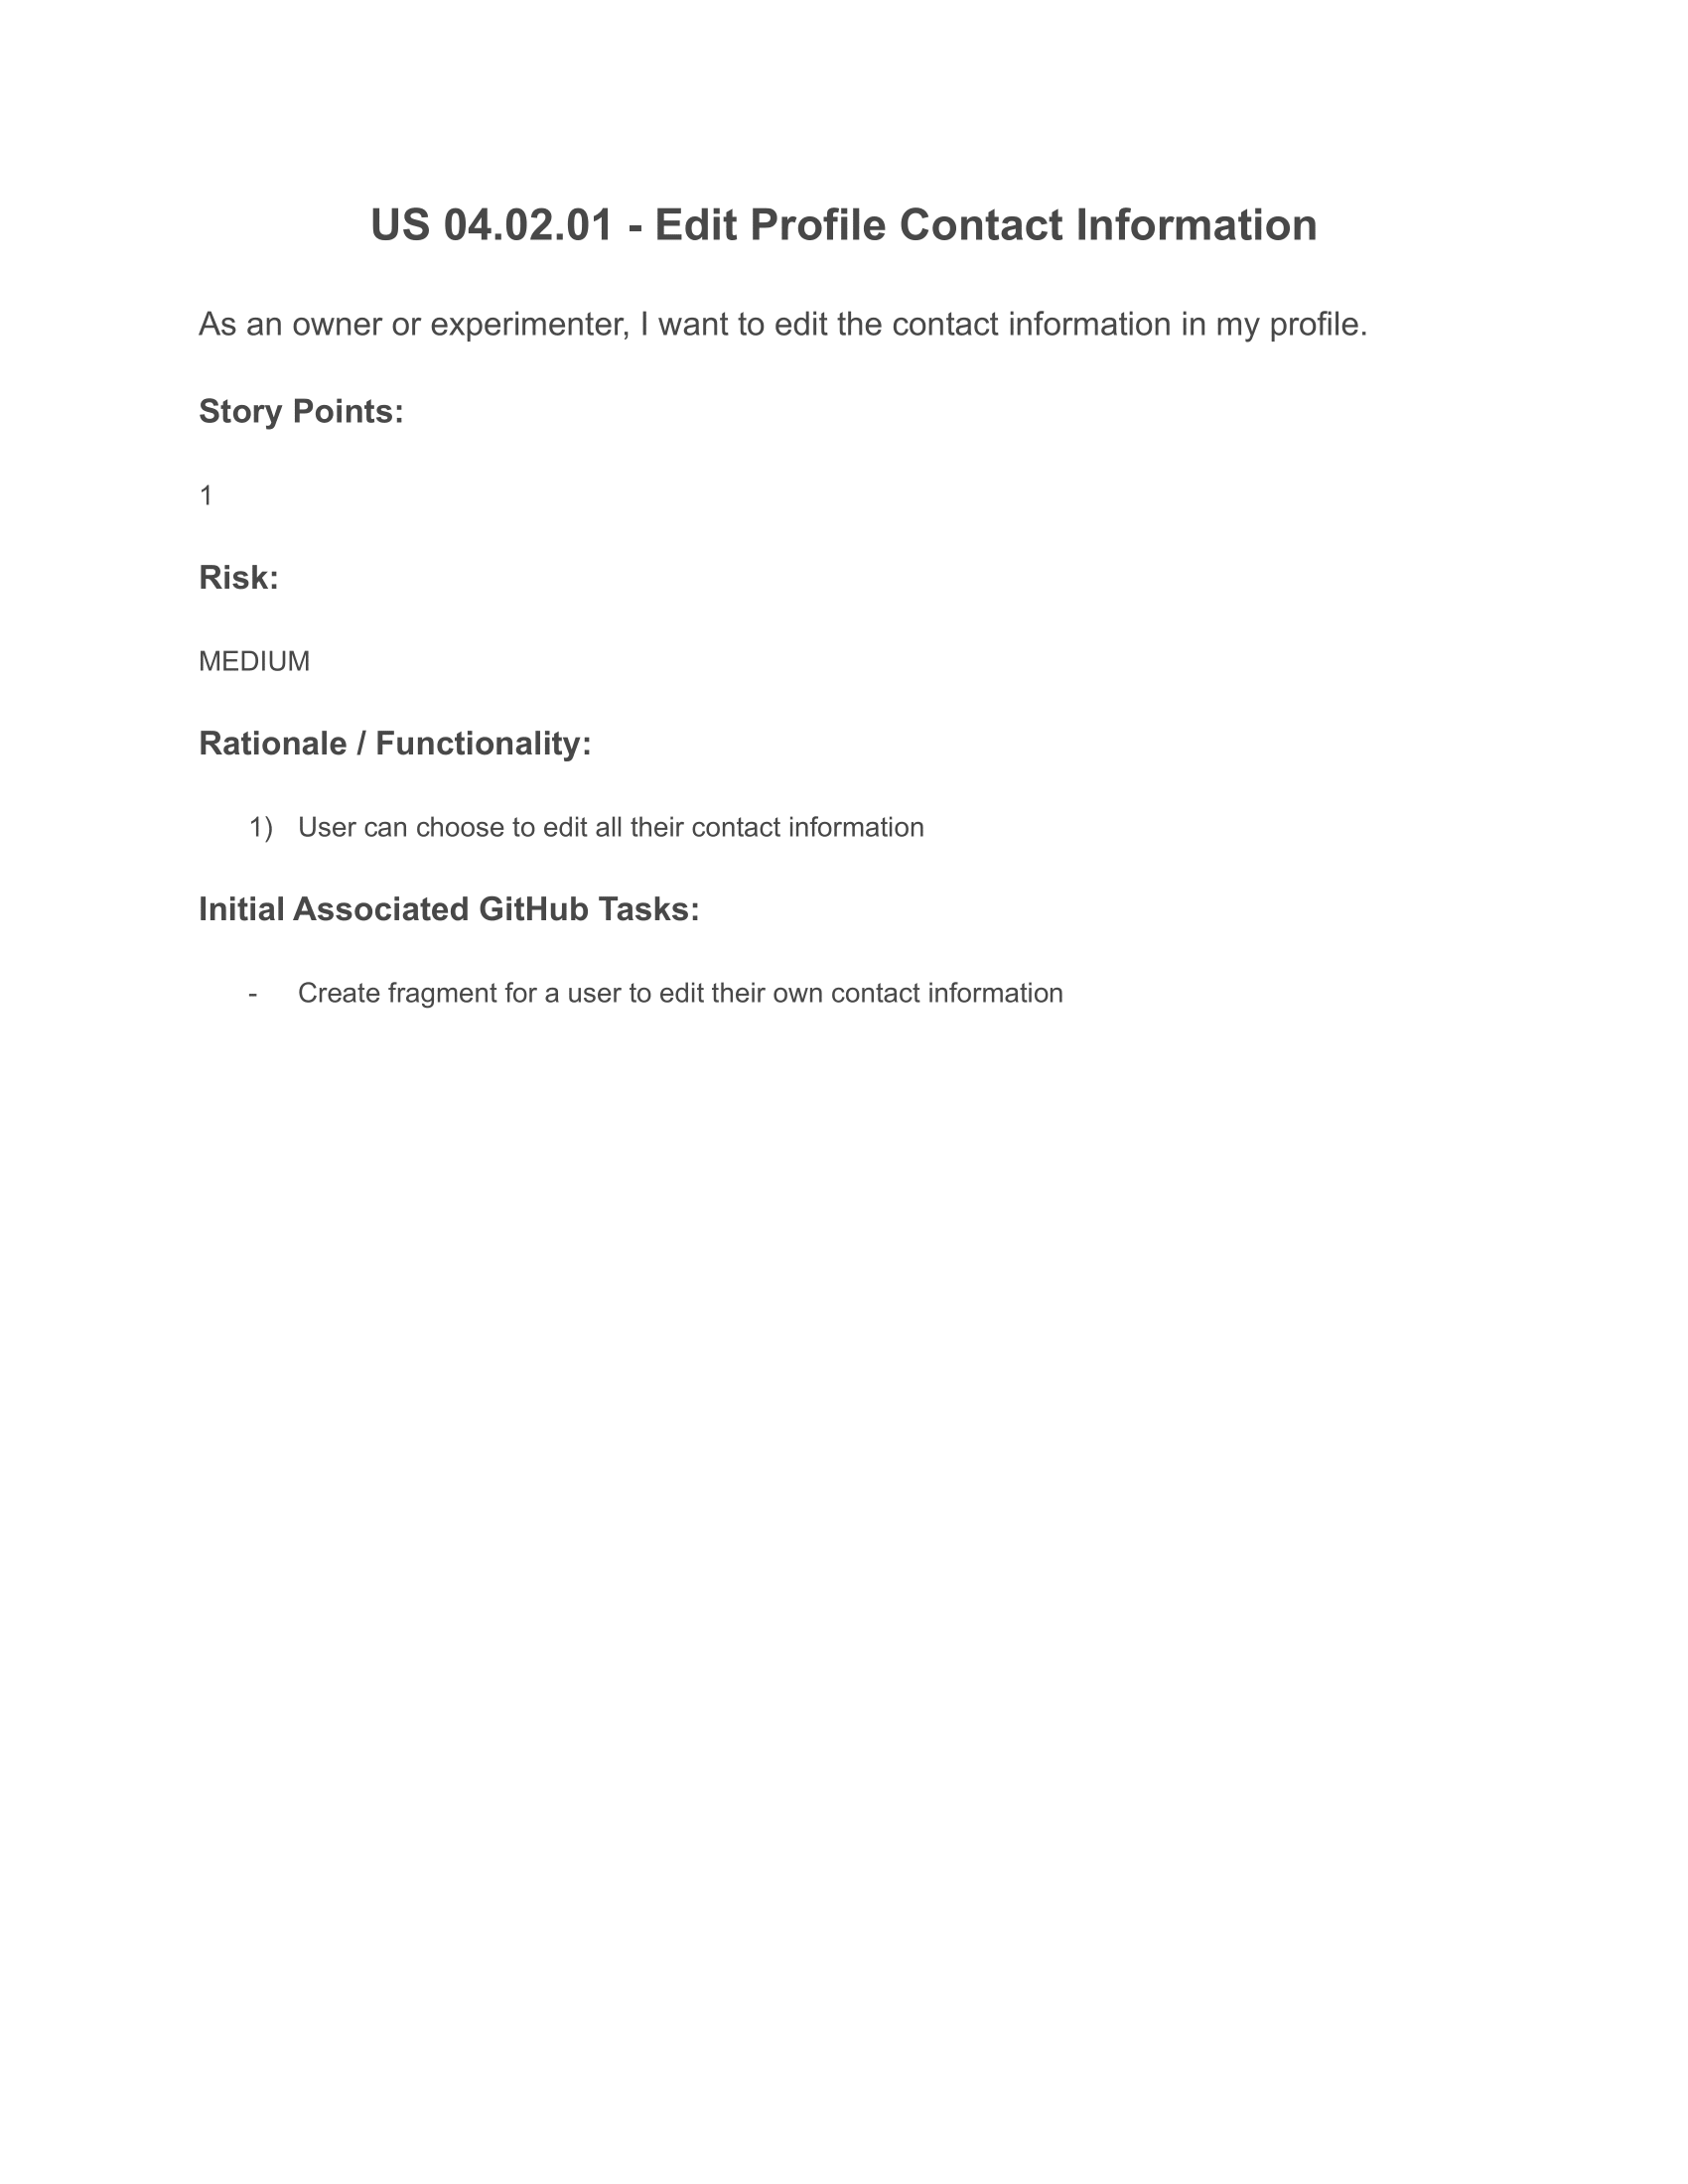 US 04.02.01 - Edit Profile Contact Information
As an owner or experimenter, I want to edit the contact information in my profile.
Story Points:
1
Risk:
MEDIUM
Rationale / Functionality:
1) User can choose to edit all their contact information
Initial Associated GitHub Tasks:
- Create fragment for a user to edit their own contact information